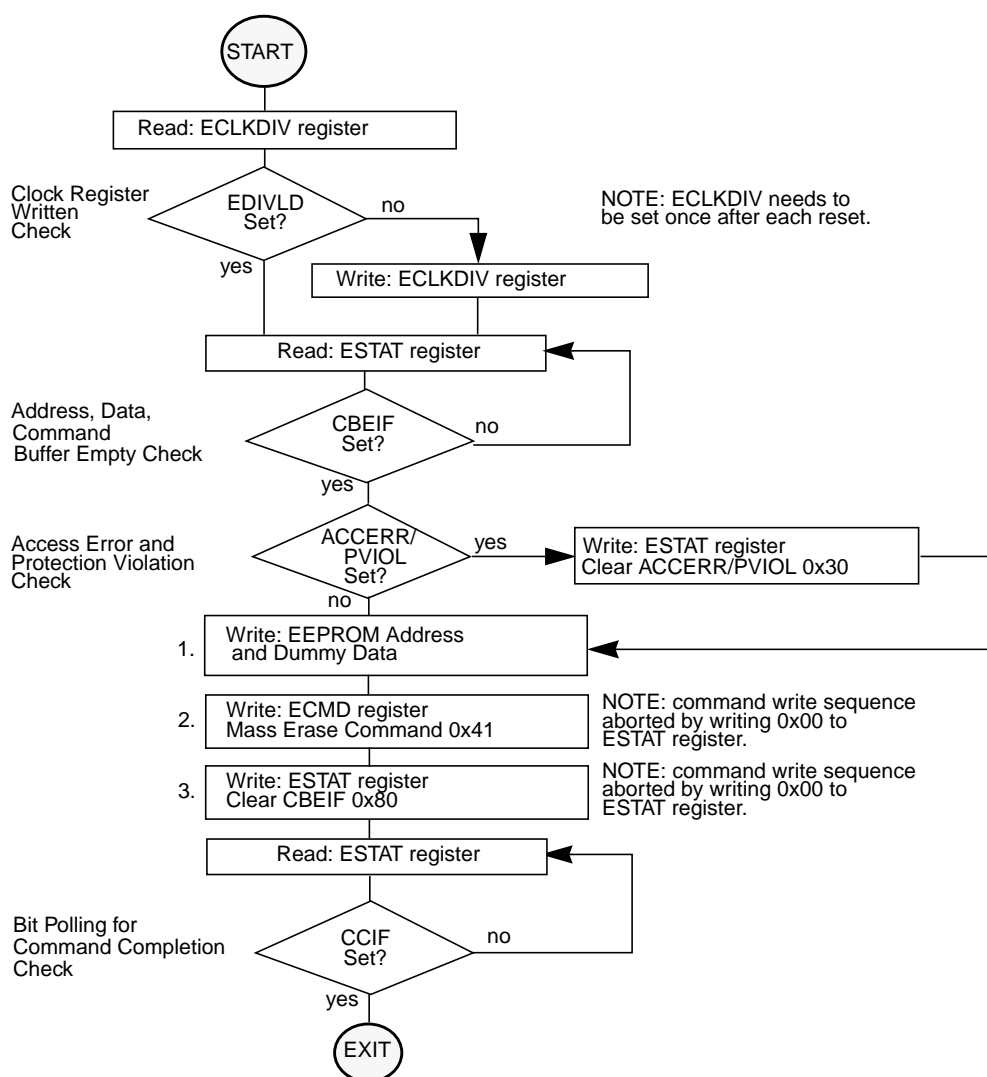 START
Read: ECLKDIV register
Clock Register
Written
Check
EDIVLD
Set?
no
yes
NOTE: ECLKDIV needs to
be set once after each reset.
Write: ECLKDIV register
Read: ESTAT register
Address, Data,
Command
Buffer Empty Check
CBEIF
Set?
no
yes
Access Error and
Protection Violation
Check
ACCERR/
PVIOL
Set?
yes
no
Write: ESTAT register
Clear ACCERR/PVIOL 0x30
1.
Write: EEPROM Address
and Dummy Data
2.
Write: ECMD register
Mass Erase Command 0x41
NOTE: command write sequence
aborted by writing 0x00 to
ESTAT register.
3.
Write: ESTAT register
Clear CBEIF 0x80
NOTE: command write sequence
aborted by writing 0x00 to
ESTAT register.
Read: ESTAT register
Bit Polling for
Command Completion
Check
CCIF
Set?
no
yes
EXIT